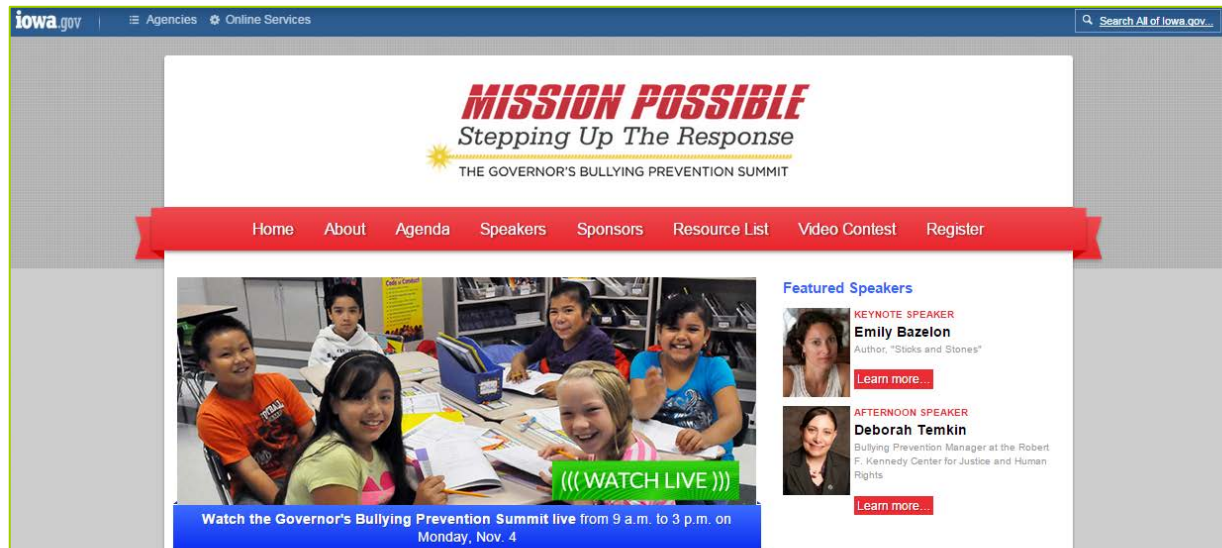 iowa.gov
Agencies
Online Services
Search All of Iowa.gov...
MISSION POSSIBLE
Stepping Up The Response
THE GOVERNOR'S BULLYING PREVENTION SUMMIT
Home About Agenda Speakers Sponsors Resource List Video Contest Register
Code of Conduct
((( WATCH LIVE )))
Watch the Governor's Bullying Prevention Summit live from 9 a.m. to 3 p.m. on
Monday, Nov. 4
Featured Speakers
KEYNOTE SPEAKER
Emily Bazelon
Author, "Sticks and Stones"
Learn more...
AFTERNOON SPEAKER
Deborah Temkin
Bullying Prevention Manager at the Robert
F. Kennedy Center for Justice and Human
Rights
Learn more...